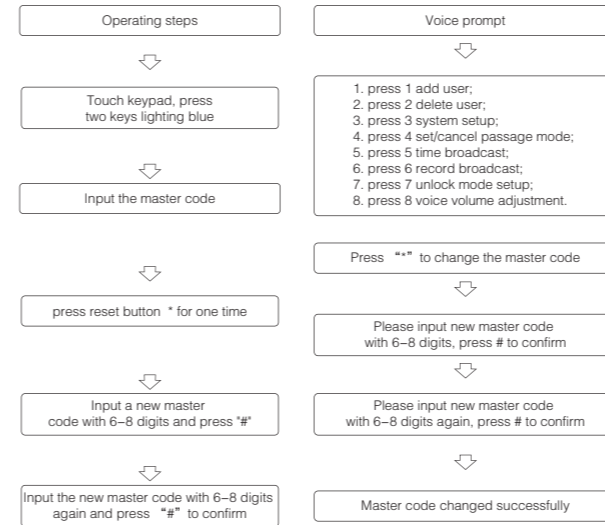 Operating steps
Touch keypad, press
two keys lighting blue
Input the master code
press reset button * for one time
Input a new master
code with 6–8 digits and press "#"
Input the new master code with 6–8 digits
again and press “#” to confirm
Voice prompt
1. press 1 add user;
2. press 2 delete user;
3. press 3 system setup;
4. press 4 set/cancel passage mode;
5. press 5 time broadcast;
6. press 6 record broadcast;
7. press 7 unlock mode setup;
8. press 8 voice volume adjustment.
Press “*” to change the master code
Please input new master code
with 6–8 digits, press # to confirm
Please input new master code
with 6–8 digits again, press # to confirm
Master code changed successfully